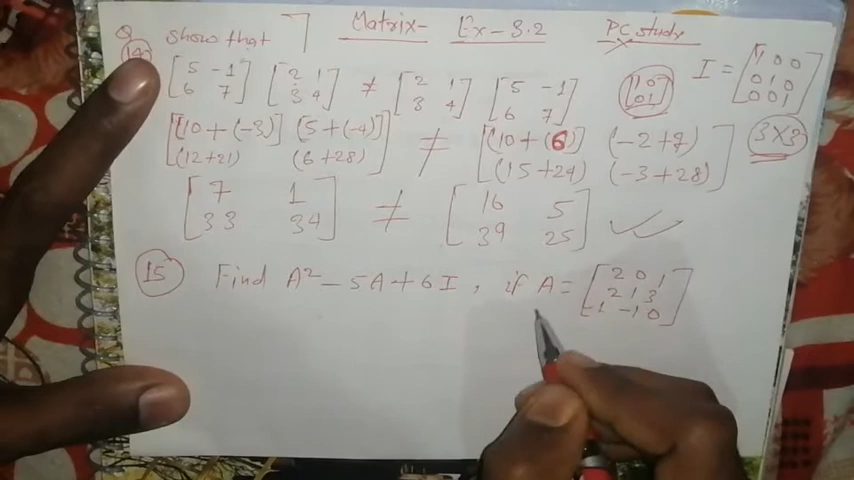 Q Show that Matrix- Ex-3.2 PC study
14 [5 -1 [2 1] ≠ [2 1 [5 -1 [1 0 I = [1 0 0
6 7] 3 4] 3 4] 6 7] 0 1] 0 1 0
0 0 1]
[[10 + (-3)] [5 + (-4)] ≠ [(10 + (6)] (-2 + 7) 3×3
(12+21) (6+28)] (15+24) (-3+28)]
[7 1 ≠ [16 5
33 34] 39 25]
15 Find A² - 5A + 6I , if A = [2 0 1
2 1 3
1 -1 0]